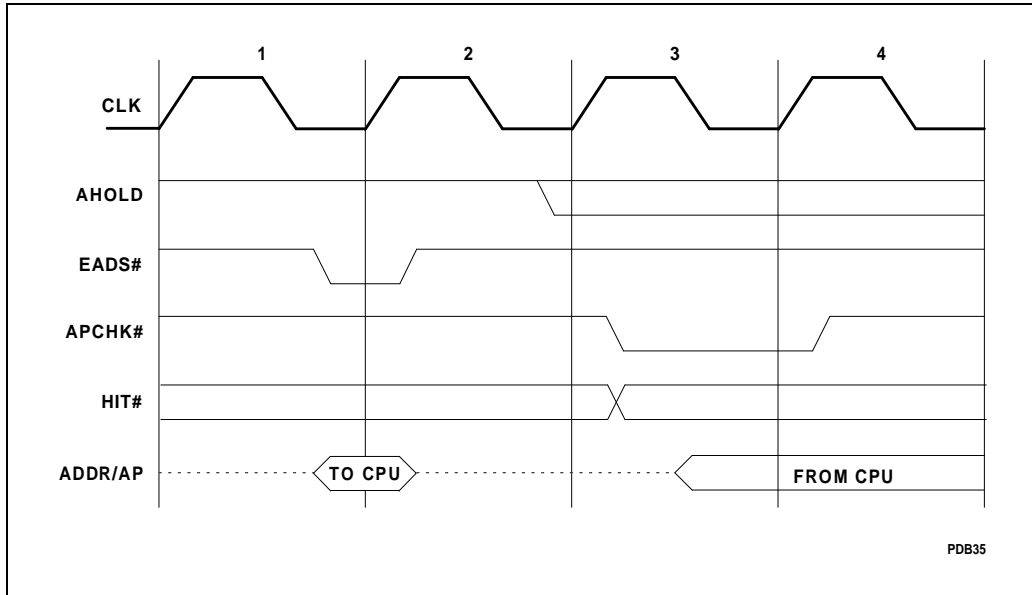 1 2 3 4
CLK
AHOLD
EADS#
APCHK#
HIT#
ADDR/AP TO CPU FROM CPU
PDB35